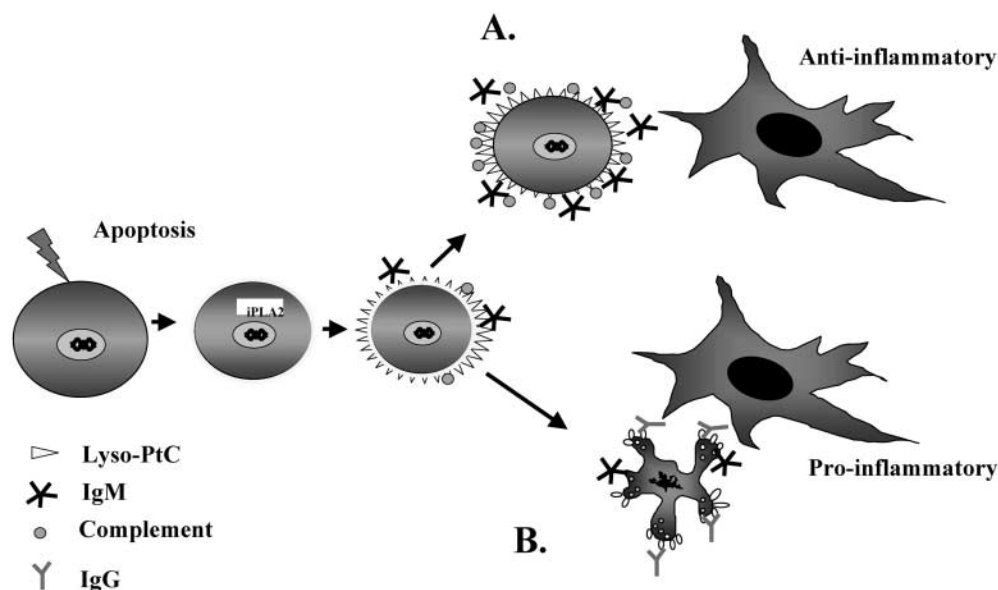 A.
Anti-inflammatory
Apoptosis
iPLA2
Pro-inflammatory
Lyso-PtC
IgM
Complement
IgG
B.